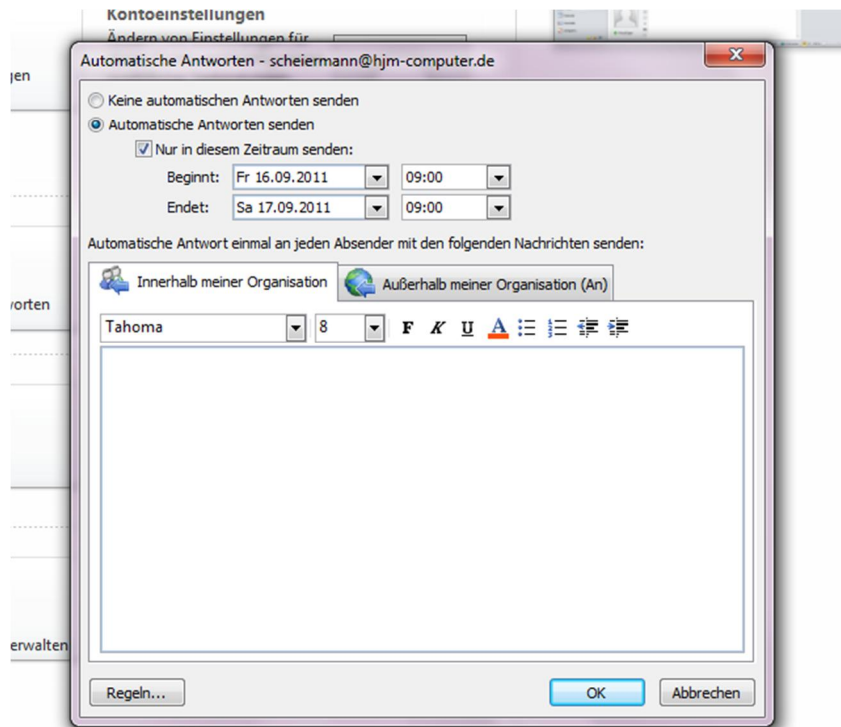 Kontoeinstellungen
Ändern von Einstellungen für
Automatische Antworten - scheiermann@hjm-computer.de
Keine automatischen Antworten senden
Automatische Antworten senden
Nur in diesem Zeitraum senden:
Beginnt: Fr 16.09.2011 09:00
Endet: Sa 17.09.2011 09:00
Automatische Antwort einmal an jeden Absender mit den folgenden Nachrichten senden:
Innerhalb meiner Organisation Außerhalb meiner Organisation (An)
orten
Tahoma 8 F K U A
erwalten
Regeln... OK Abbrechen